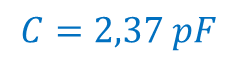 C = 2,37 pF